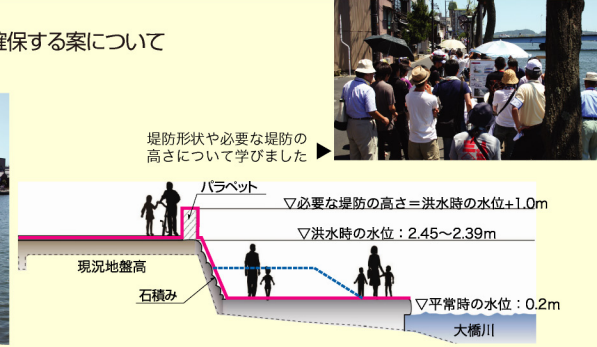 確保する案について
堤防形状や必要な堤防の
高さについて学びました ▶
パラペット
▽必要な堤防の高さ=洪水時の水位+1.0m
▽洪水時の水位:2.45~2.39m
現況地盤高
石積み
▽平常時の水位:0.2m
大橋川